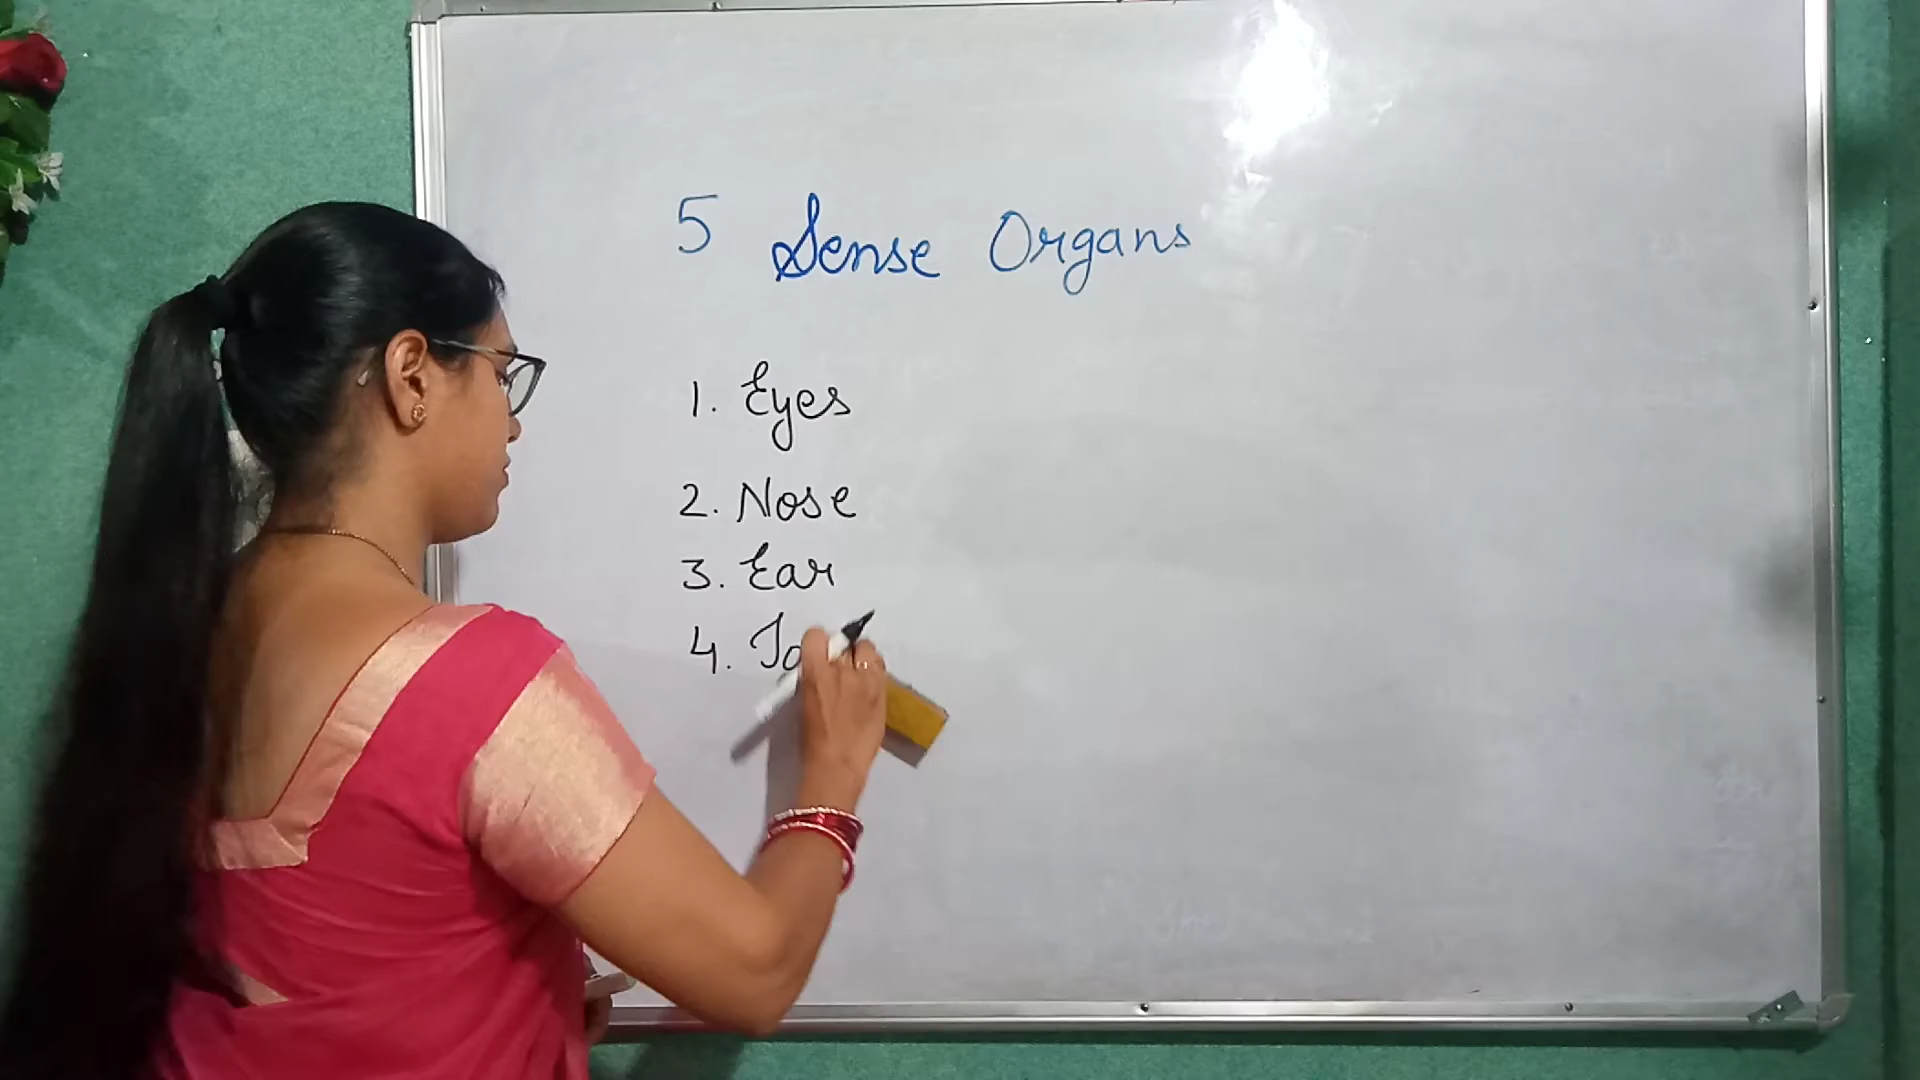 5 Sense Organs
1. Eyes
2. Nose
3. Ear
4. To